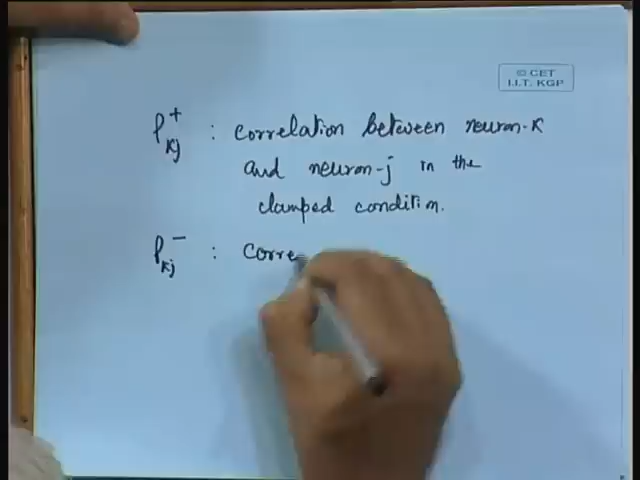 © CET
I.I.T. KGP
ρ⁺kj : correlation between neuron-k
and neuron-j in the
clamped condition.
ρ⁻kj : Corre